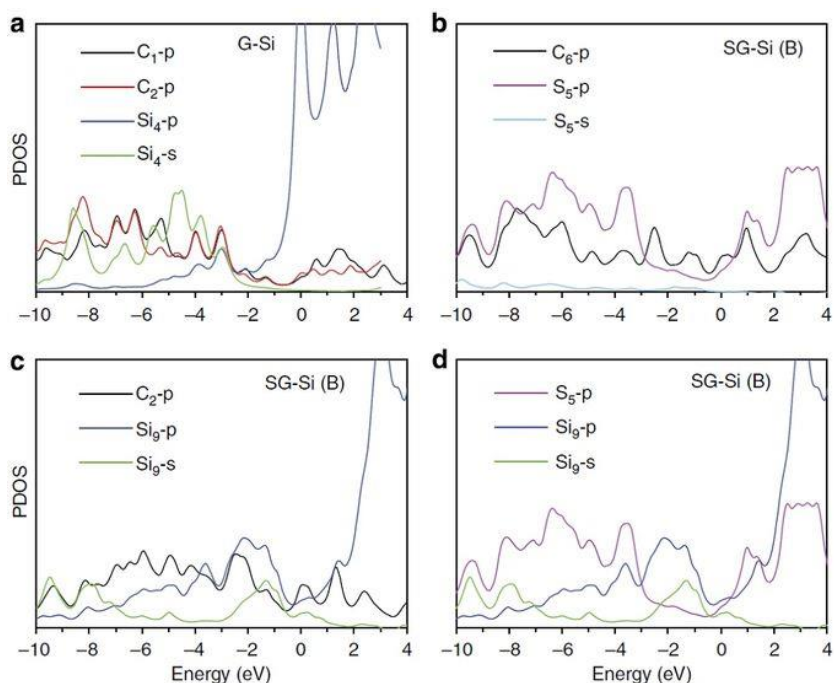 a
G-Si
C₁-p
C₂-p
Si₄-p
Si₄-s
PDOS
–10 –8 –6 –4 –2 0 2 4
b
SG-Si (B)
C₆-p
S₅-p
S₅-s
–10 –8 –6 –4 –2 0 2 4
c
SG-Si (B)
C₂-p
Si₉-p
Si₉-s
PDOS
–10 –8 –6 –4 –2 0 2 4
Energy (eV)
d
SG-Si (B)
S₅-p
Si₉-p
Si₉-s
–10 –8 –6 –4 –2 0 2 4
Energy (eV)